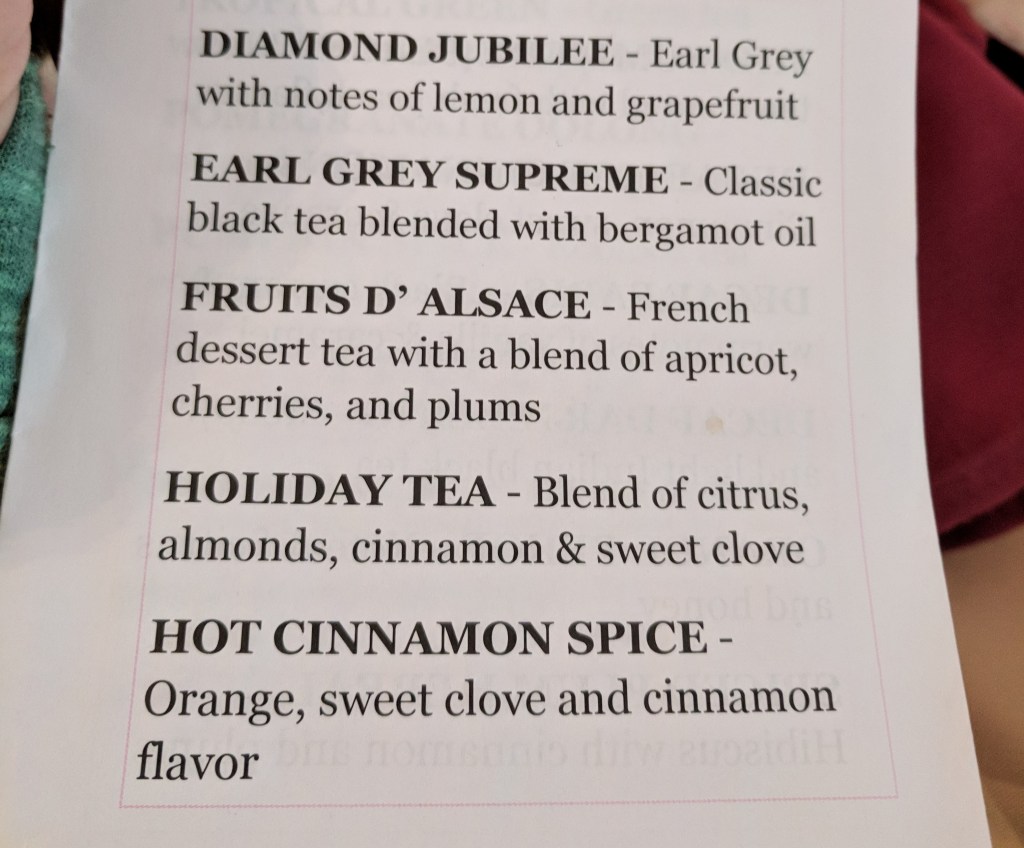 DIAMOND JUBILEE - Earl Grey
with notes of lemon and grapefruit
EARL GREY SUPREME - Classic
black tea blended with bergamot oil
FRUITS D’ ALSACE - French
dessert tea with a blend of apricot,
cherries, and plums
HOLIDAY TEA - Blend of citrus,
almonds, cinnamon & sweet clove
HOT CINNAMON SPICE -
Orange, sweet clove and cinnamon
flavor